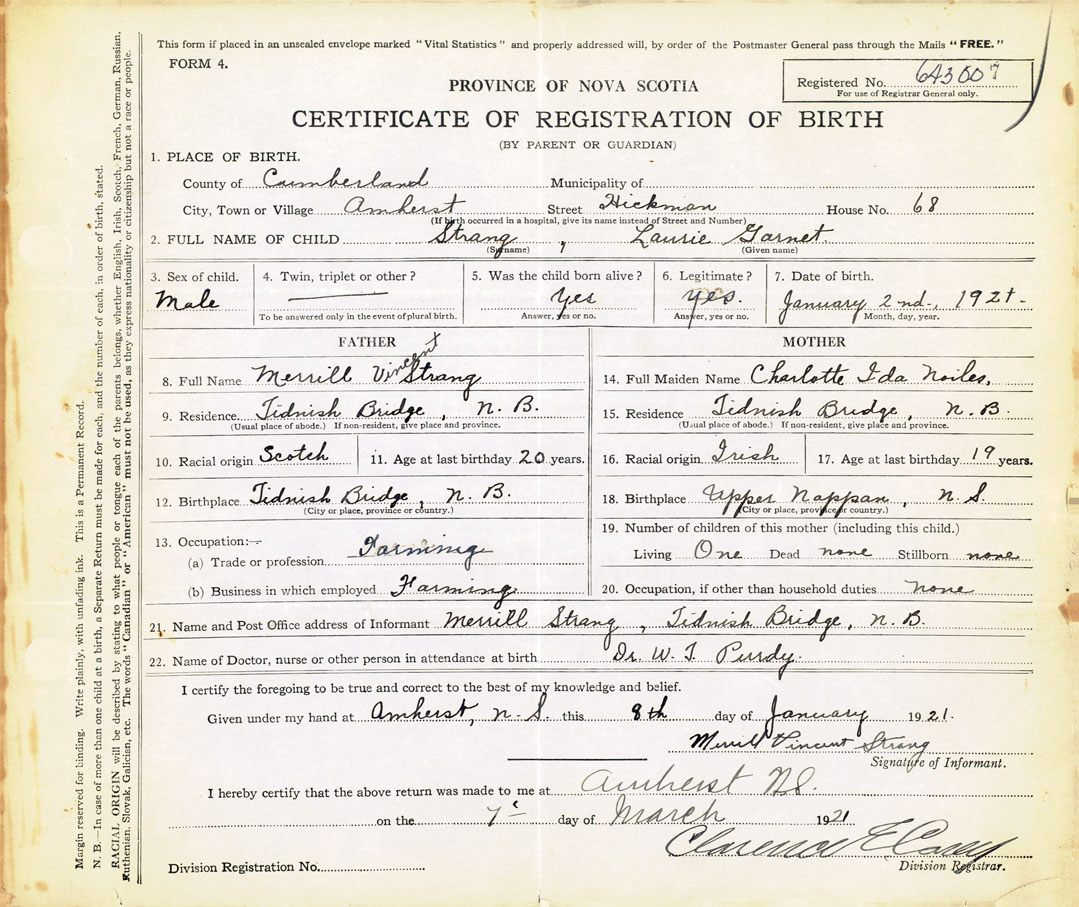 This form if placed in an unsealed envelope marked "Vital Statistics" and properly addressed will, by order of the Postmaster General pass through the Mails "FREE."
FORM 4.
Registered No. 643007
For use of Registrar General only.
PROVINCE OF NOVA SCOTIA
CERTIFICATE OF REGISTRATION OF BIRTH
(BY PARENT OR GUARDIAN)
1. PLACE OF BIRTH.
County of Cumberland Municipality of
City, Town or Village Amherst Street Hickman House No. 68
(If birth occurred in a hospital, give its name instead of Street and Number)
2. FULL NAME OF CHILD Strang, Laurie Garnet.
(Surname) (Given name)
3. Sex of child. Male
4. Twin, triplet or other?
To be answered only in the event of plural birth.
5. Was the child born alive? Yes
Answer, yes or no.
6. Legitimate? Yes.
Answer, yes or no.
7. Date of birth. January 2nd, 1921.
Month, day, year.
FATHER
8. Full Name Merrill Vincent Strang
9. Residence Tidnish Bridge, N.B.
(Usual place of abode.) If non-resident, give place and province.
10. Racial origin Scotch 11. Age at last birthday 20 years.
12. Birthplace Tidnish Bridge, N.B.
(City or place, province or country.)
13. Occupation:—
(a) Trade or profession Farming
(b) Business in which employed Farming
MOTHER
14. Full Maiden Name Charlotte Ida Noiles,
15. Residence Tidnish Bridge, N.B.
(Usual place of abode.) If non-resident, give place and province.
16. Racial origin Irish 17. Age at last birthday 19 years.
18. Birthplace Upper Nappan, N.S.
(City or place, province or country.)
19. Number of children of this mother (including this child.)
Living One Dead none Stillborn none
20. Occupation, if other than household duties none
21. Name and Post Office address of Informant Merrill Strang, Tidnish Bridge, N.B.
22. Name of Doctor, nurse or other person in attendance at birth Dr. W. T. Purdy.
I certify the foregoing to be true and correct to the best of my knowledge and belief.
Given under my hand at Amherst, N.S. this 8th day of January 1921.
Merrill Vincent Strang
Signature of Informant.
I hereby certify that the above return was made to me at Amherst NS.
on the 7 day of March 1921
Clarence
Division Registrar.
Division Registration No.
Margin reserved for binding. Write plainly, with unfading ink. This is a Permanent Record.
N. B.—In case of more than one child at a birth, a Separate Return must be made for each, and the number of each, in order of birth, stated.
RACIAL ORIGIN will be described by stating to what people or tongue each of the parents belongs, whether English, Irish, Scotch, French, German, Russian,
Ruthenian, Slovak, Galician, etc. The words "Canadian" or "American" must not be used, as they express nationality or citizenship but not a race or people.